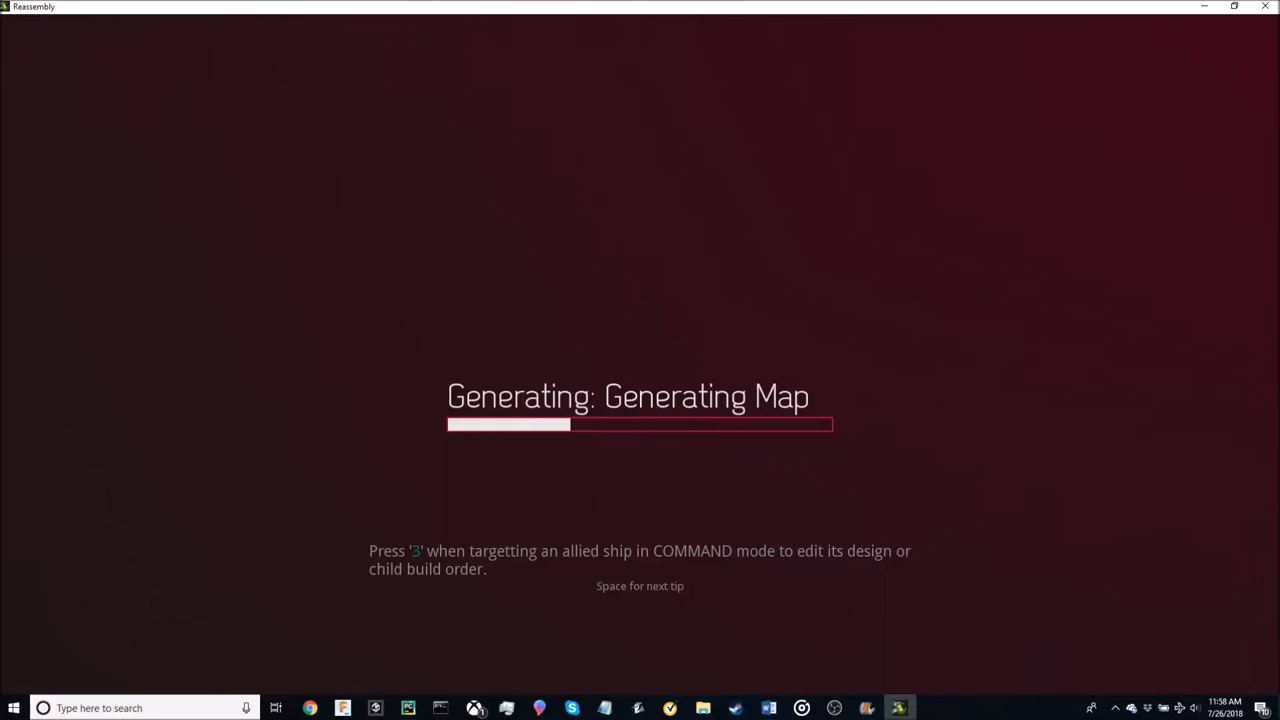 Reassembly
Generating: Generating Map
Press '3' when targetting an allied ship in COMMAND mode to edit its design or
child build order.
Space for next tip
Type here to search
11:58 AM
7/26/2018